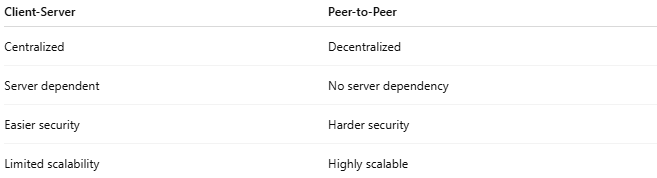 Client-Server Peer-to-Peer
Centralized Decentralized
Server dependent No server dependency
Easier security Harder security
Limited scalability Highly scalable